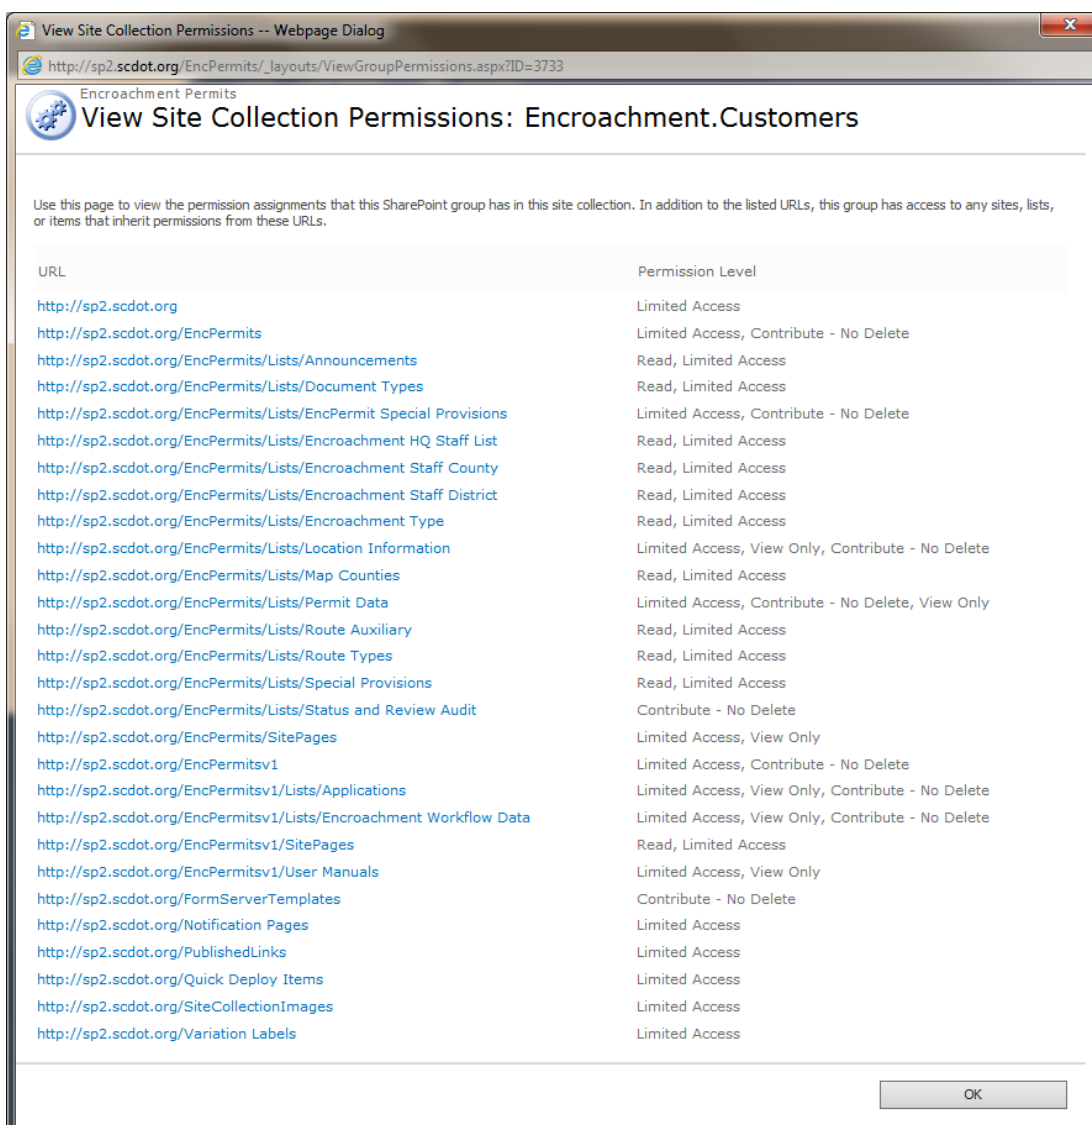 View Site Collection Permissions -- Webpage Dialog
x
http://sp2.scdot.org/EncPermits/_layouts/ViewGroupPermissions.aspx?ID=3733
Encroachment Permits
View Site Collection Permissions: Encroachment.Customers
Use this page to view the permission assignments that this SharePoint group has in this site collection. In addition to the listed URLs, this group has access to any sites, lists,
or items that inherit permissions from these URLs.
URL Permission Level
http://sp2.scdot.org Limited Access
http://sp2.scdot.org/EncPermits Limited Access, Contribute - No Delete
http://sp2.scdot.org/EncPermits/Lists/Announcements Read, Limited Access
http://sp2.scdot.org/EncPermits/Lists/Document Types Read, Limited Access
http://sp2.scdot.org/EncPermits/Lists/EncPermit Special Provisions Limited Access, Contribute - No Delete
http://sp2.scdot.org/EncPermits/Lists/Encroachment HQ Staff List Read, Limited Access
http://sp2.scdot.org/EncPermits/Lists/Encroachment Staff County Read, Limited Access
http://sp2.scdot.org/EncPermits/Lists/Encroachment Staff District Read, Limited Access
http://sp2.scdot.org/EncPermits/Lists/Encroachment Type Read, Limited Access
http://sp2.scdot.org/EncPermits/Lists/Location Information Limited Access, View Only, Contribute - No Delete
http://sp2.scdot.org/EncPermits/Lists/Map Counties Read, Limited Access
http://sp2.scdot.org/EncPermits/Lists/Permit Data Limited Access, Contribute - No Delete, View Only
http://sp2.scdot.org/EncPermits/Lists/Route Auxiliary Read, Limited Access
http://sp2.scdot.org/EncPermits/Lists/Route Types Read, Limited Access
http://sp2.scdot.org/EncPermits/Lists/Special Provisions Read, Limited Access
http://sp2.scdot.org/EncPermits/Lists/Status and Review Audit Contribute - No Delete
http://sp2.scdot.org/EncPermits/SitePages Limited Access, View Only
http://sp2.scdot.org/EncPermitsv1 Limited Access, Contribute - No Delete
http://sp2.scdot.org/EncPermitsv1/Lists/Applications Limited Access, View Only, Contribute - No Delete
http://sp2.scdot.org/EncPermitsv1/Lists/Encroachment Workflow Data Limited Access, View Only, Contribute - No Delete
http://sp2.scdot.org/EncPermitsv1/SitePages Read, Limited Access
http://sp2.scdot.org/EncPermitsv1/User Manuals Limited Access, View Only
http://sp2.scdot.org/FormServerTemplates Contribute - No Delete
http://sp2.scdot.org/Notification Pages Limited Access
http://sp2.scdot.org/PublishedLinks Limited Access
http://sp2.scdot.org/Quick Deploy Items Limited Access
http://sp2.scdot.org/SiteCollectionImages Limited Access
http://sp2.scdot.org/Variation Labels Limited Access
OK